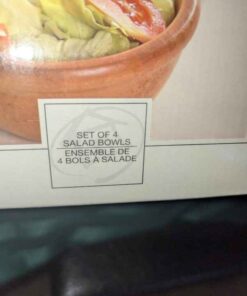 SET OF 4
SALAD BOWLS
ENSEMBLE DE
4 BOLS À SALADE